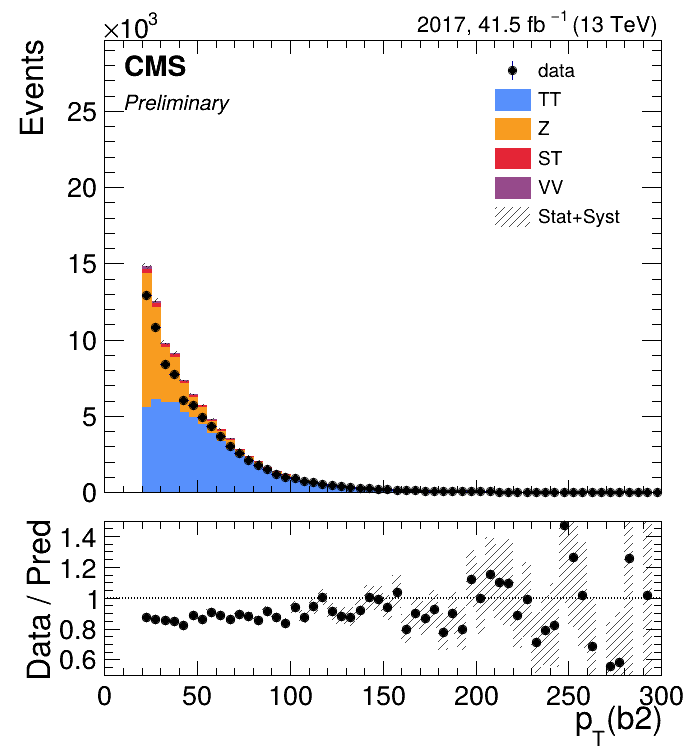 ×10³
2017, 41.5 fb⁻¹ (13 TeV)
CMS
Preliminary
Events
data
TT
Z
ST
VV
Stat+Syst
25
20
15
10
5
0
Data / Pred
1.4
1.2
1
0.8
0.6
0 50 100 150 200 250 300
p_T(b2)